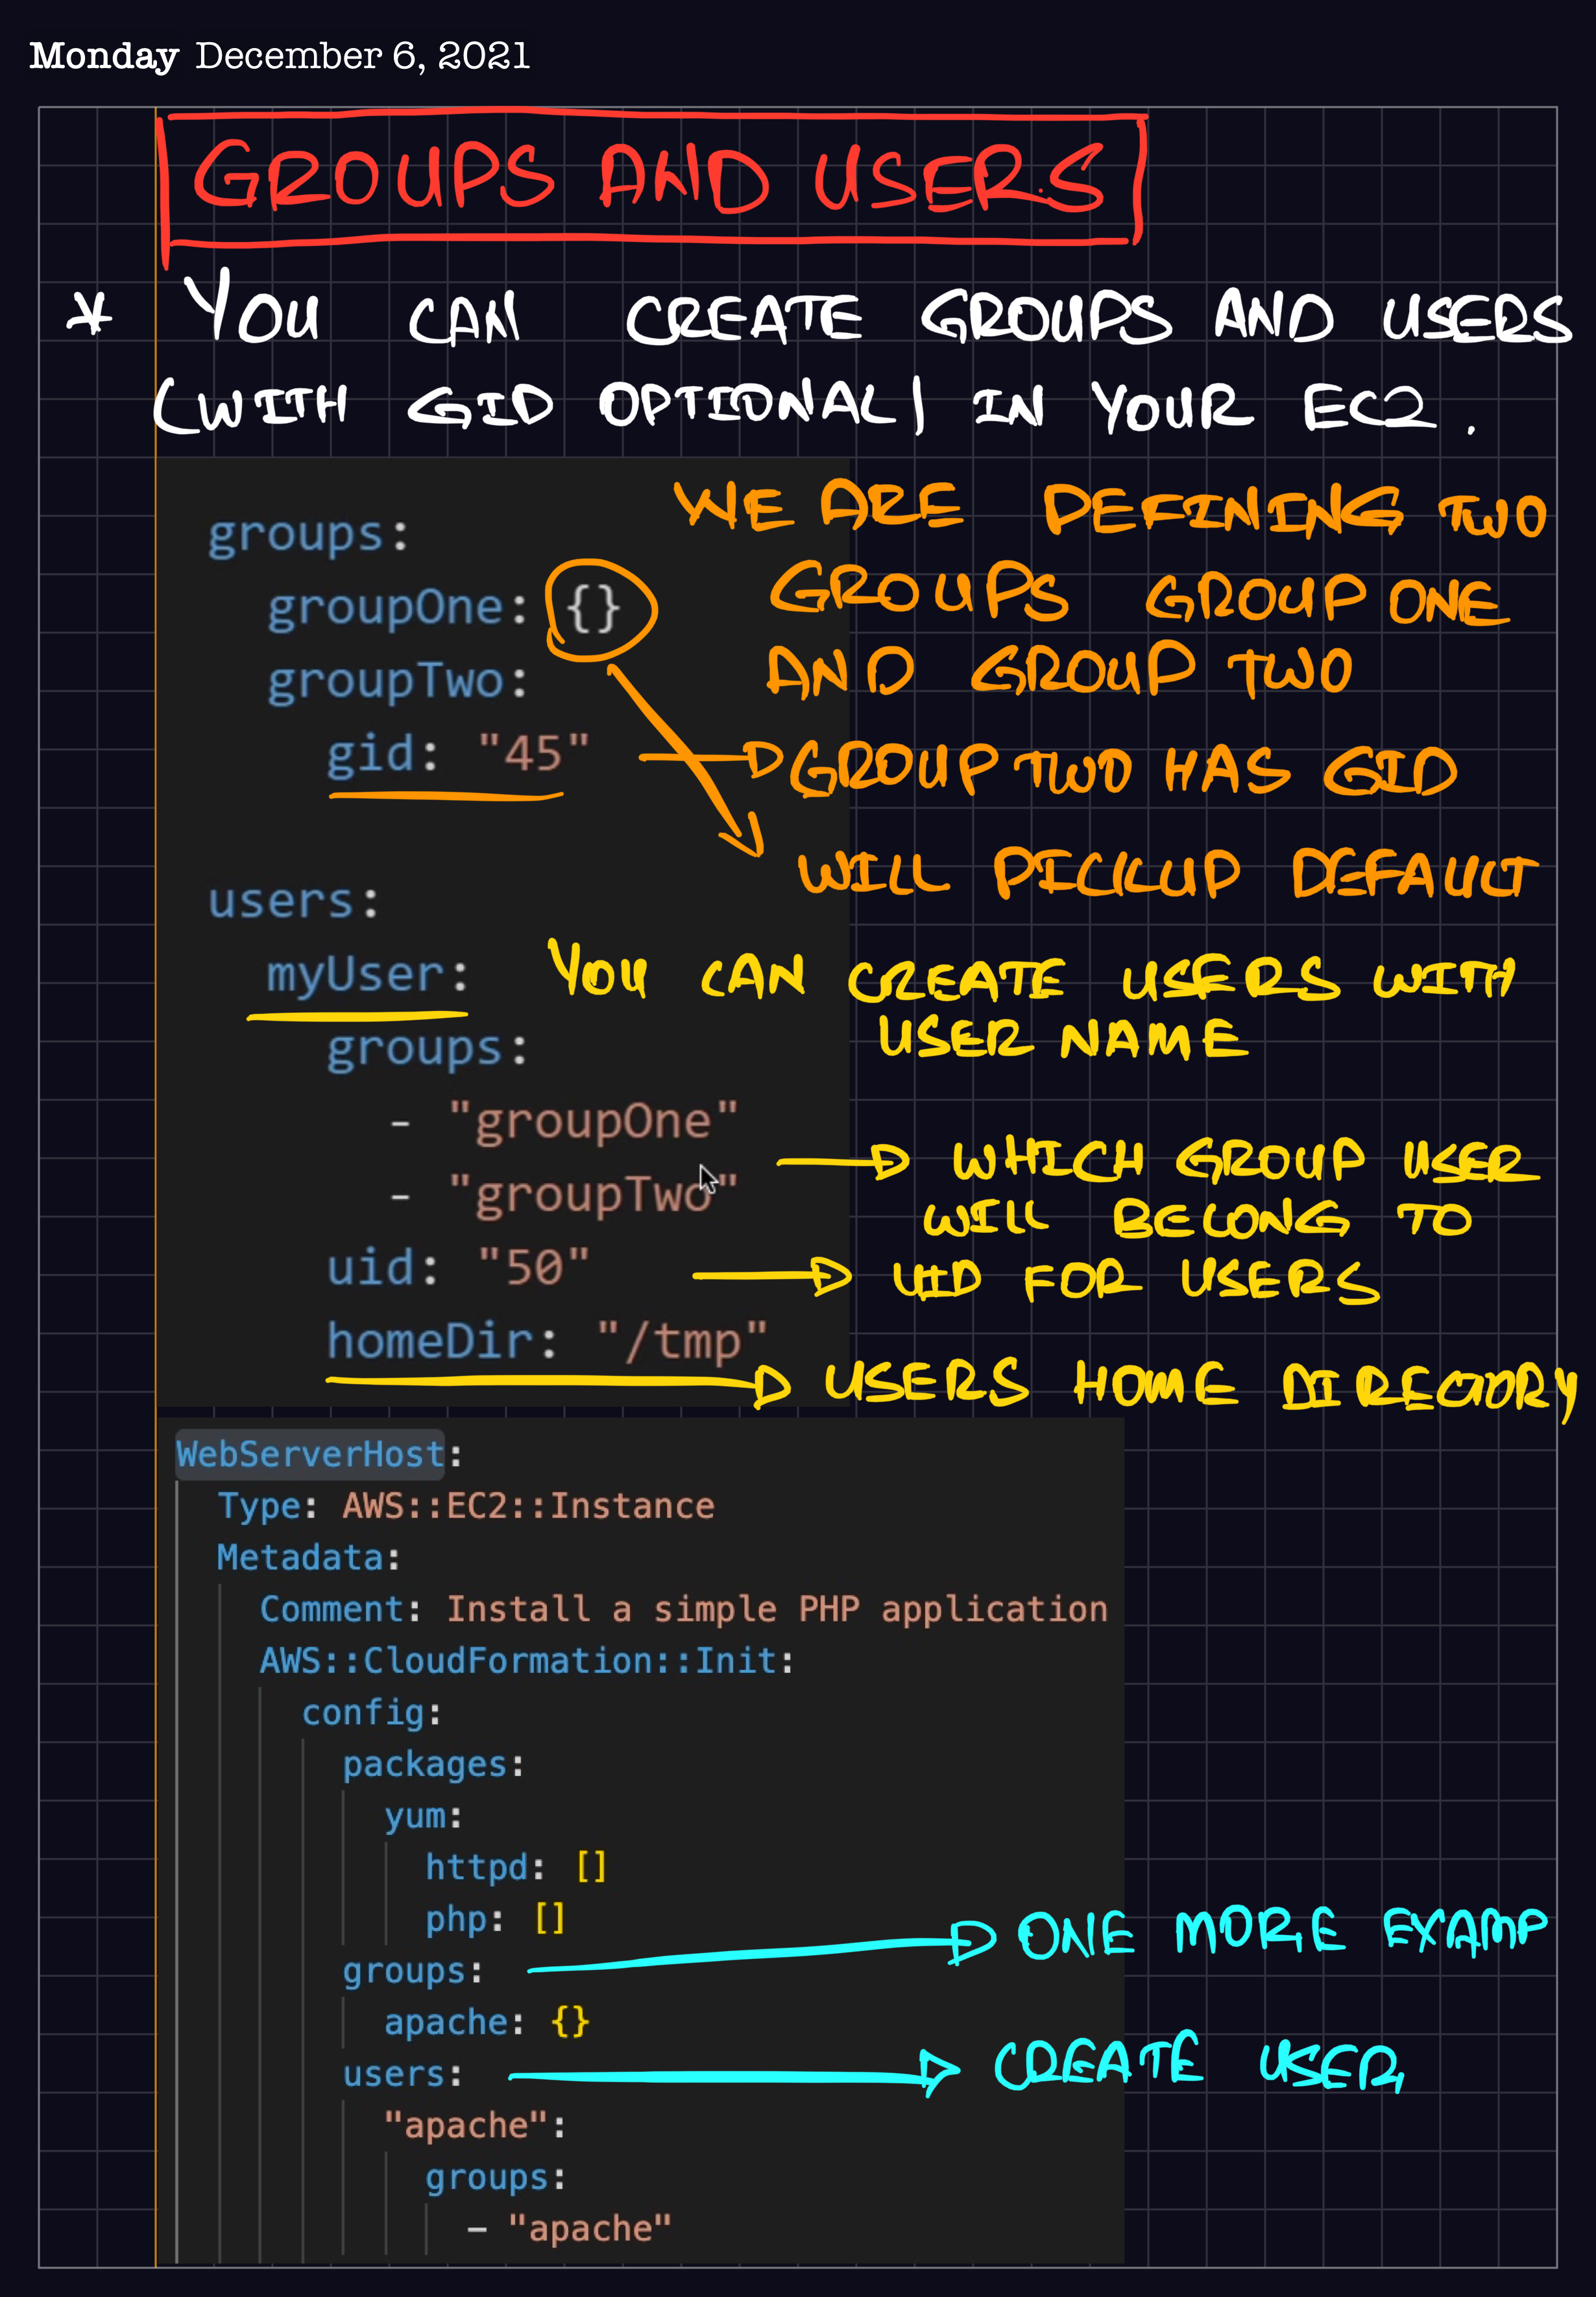 Monday December 6, 2021
GROUPS AND USERS
* YOU CAN CREATE GROUPS AND USERS
(WITH GID OPTIONAL) IN YOUR EC2.
groups:
WE ARE DEFINING TWO
groupOne: {}
GROUPS GROUP ONE
groupTwo:
AND GROUP TWO
gid: "45"
GROUP TWO HAS GID
WILL PICKUP DEFAULT
users:
myUser:
YOU CAN CREATE USERS WITH
USER NAME
groups:
- "groupOne"
- "groupTwo"
WHICH GROUP USER
WILL BELONG TO
uid: "50"
UID FOR USERS
homeDir: "/tmp"
USERS HOME DIRECTORY
WebServerHost:
Type: AWS::EC2::Instance
Metadata:
Comment: Install a simple PHP application
AWS::CloudFormation::Init:
config:
packages:
yum:
httpd: []
php: []
ONE MORE EXAMP
groups:
apache: {}
users:
CREATE USER
"apache":
groups:
- "apache"